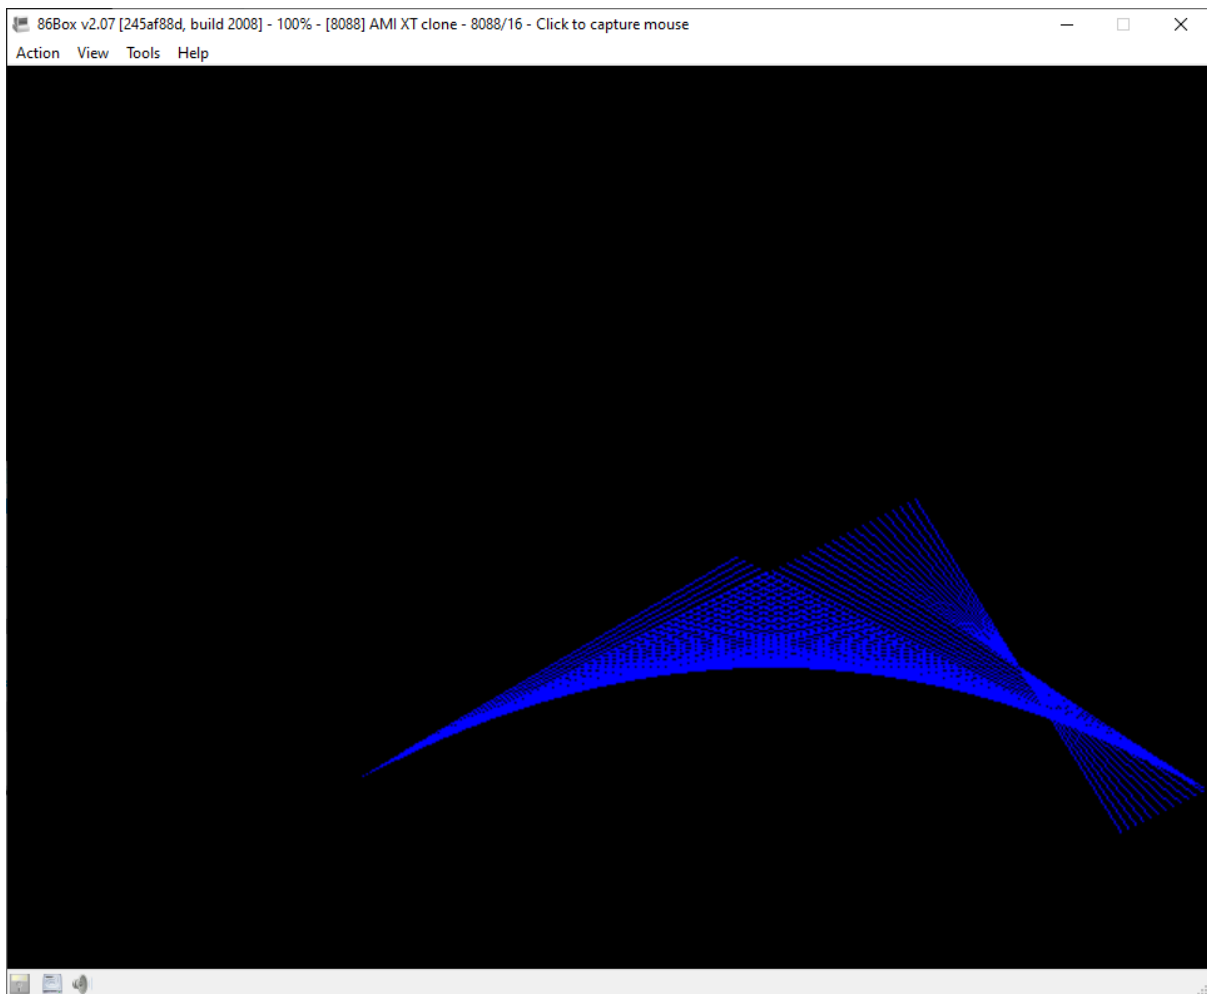 86Box v2.07 [245af88d, build 2008] - 100% - [8088] AMI XT clone - 8088/16 - Click to capture mouse
Action View Tools Help